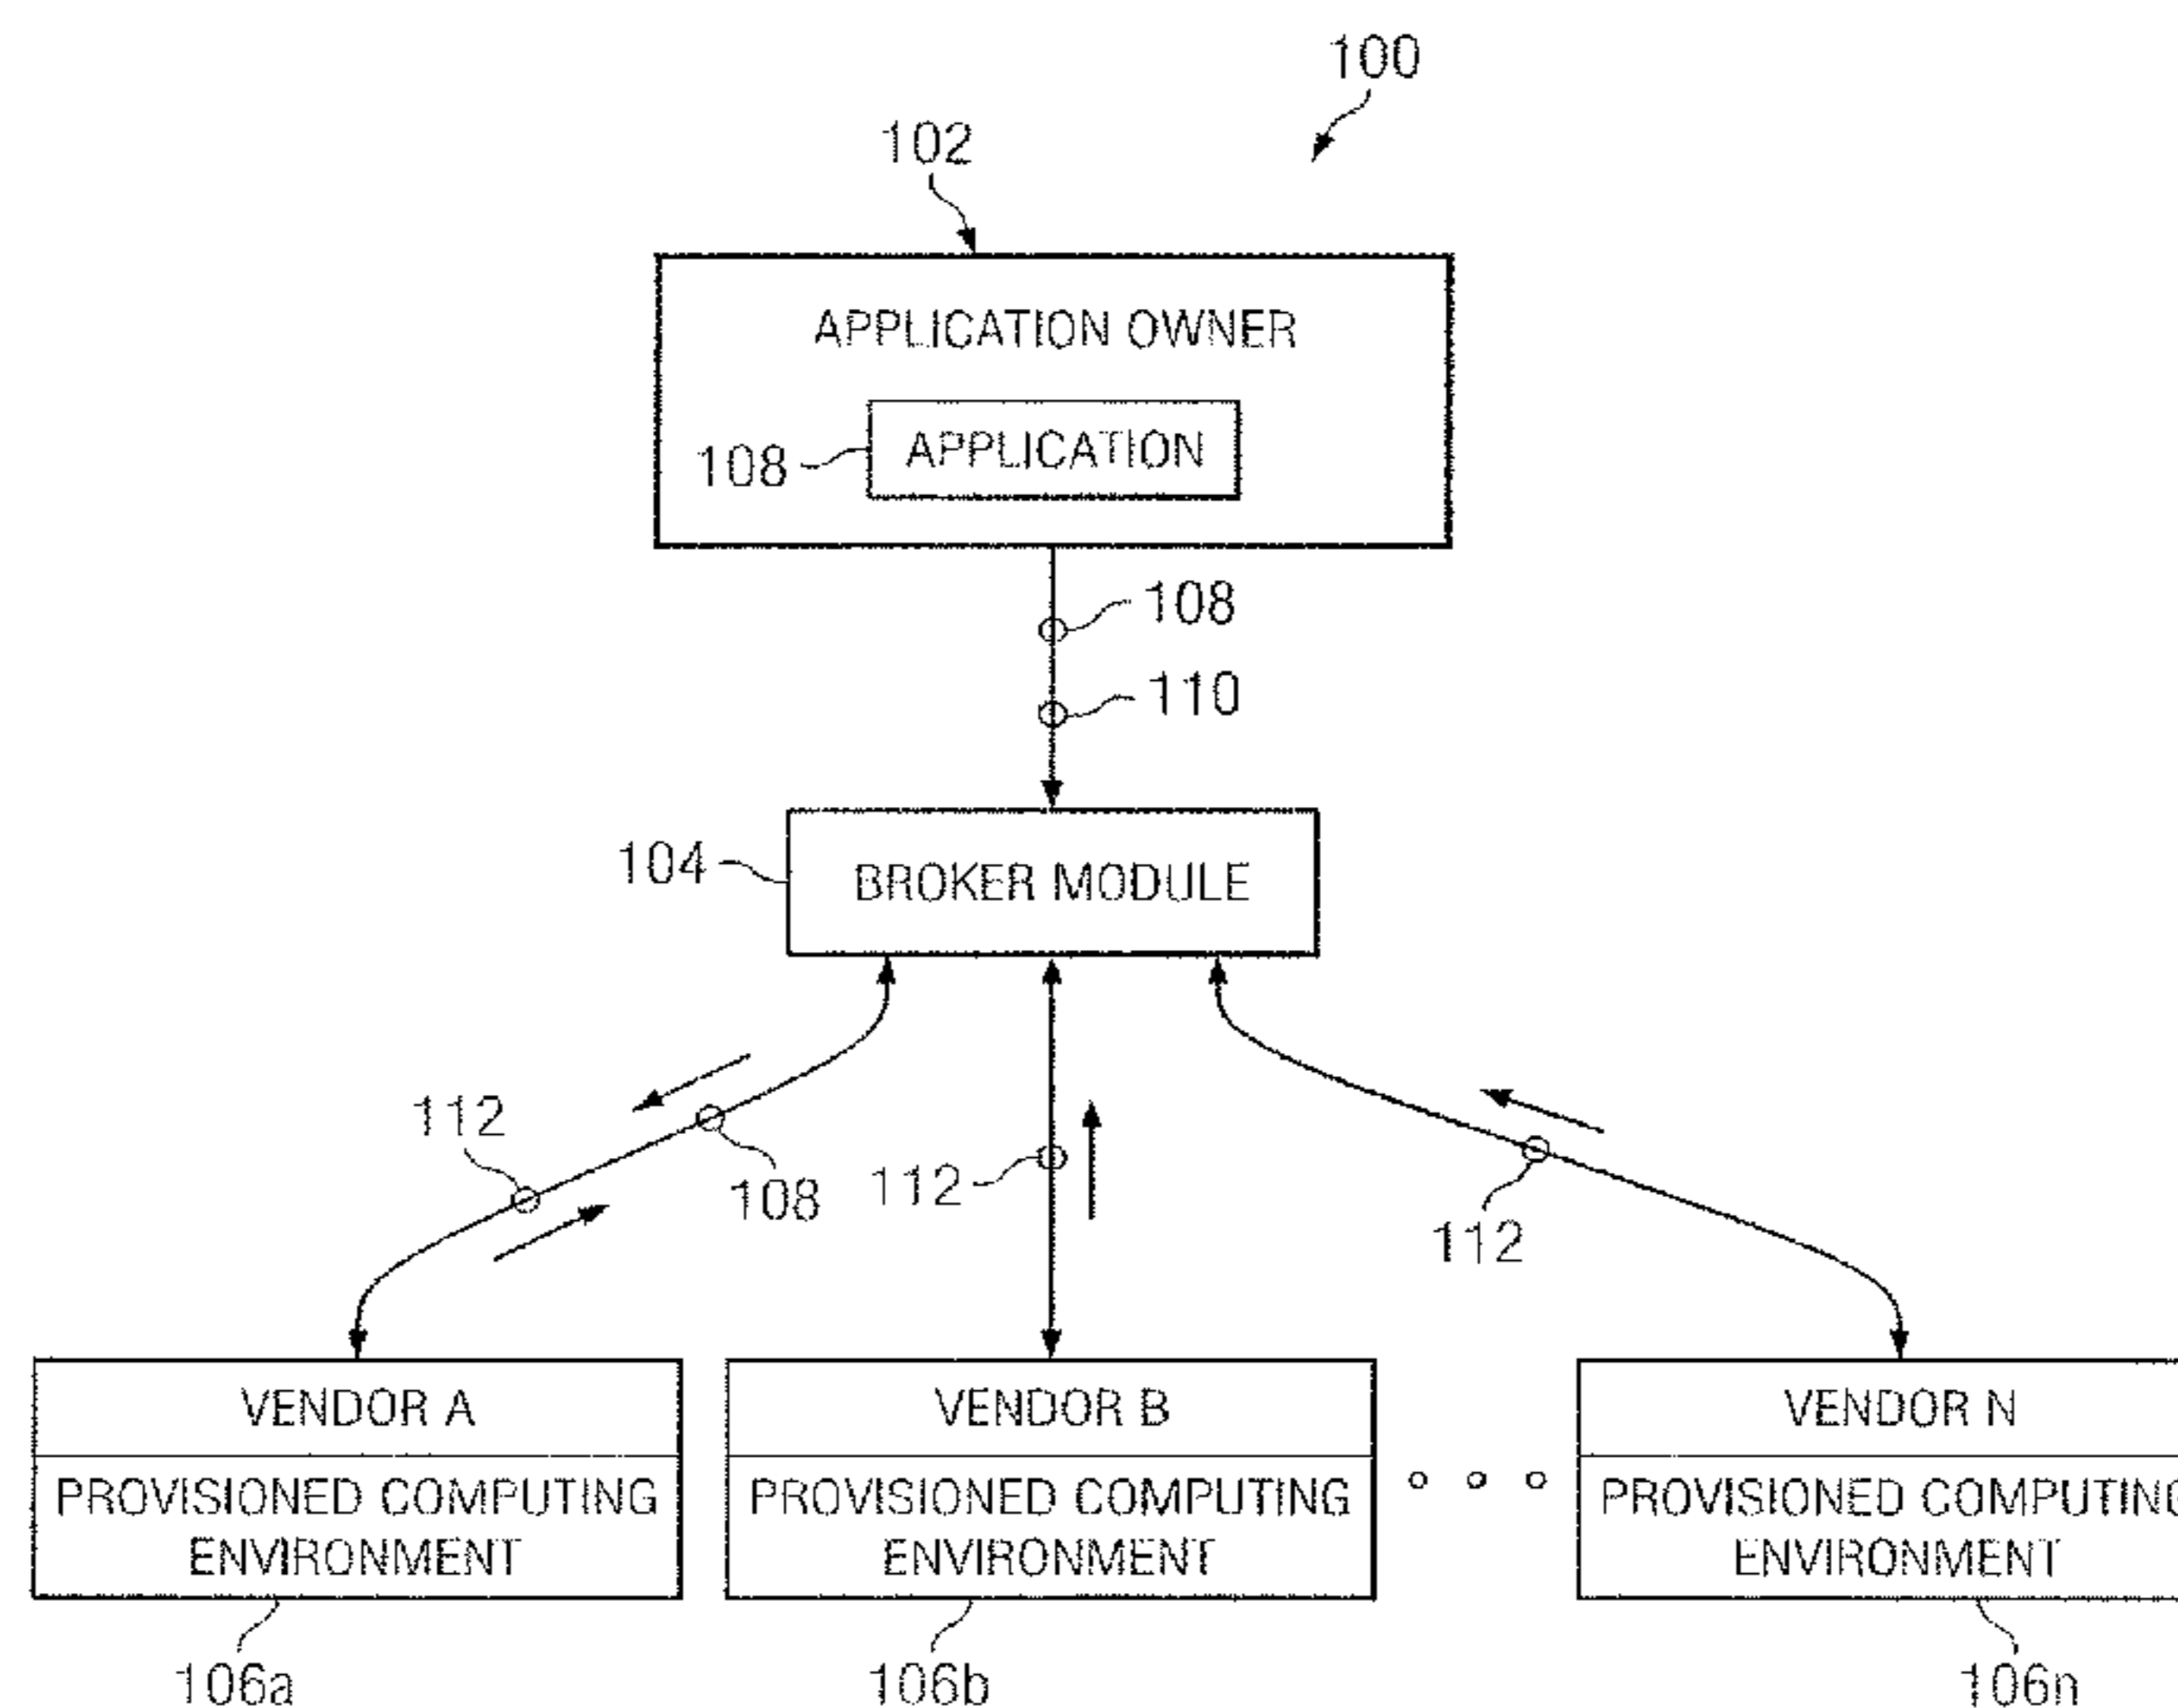 100
102
APPLICATION OWNER
APPLICATION
108
108
110
104
BROKER MODULE
112
108
112
112
VENDOR A
VENDOR B
VENDOR N
PROVISIONED COMPUTING
ENVIRONMENT
PROVISIONED COMPUTING
ENVIRONMENT
PROVISIONED COMPUTING
ENVIRONMENT
106a
106b
106n